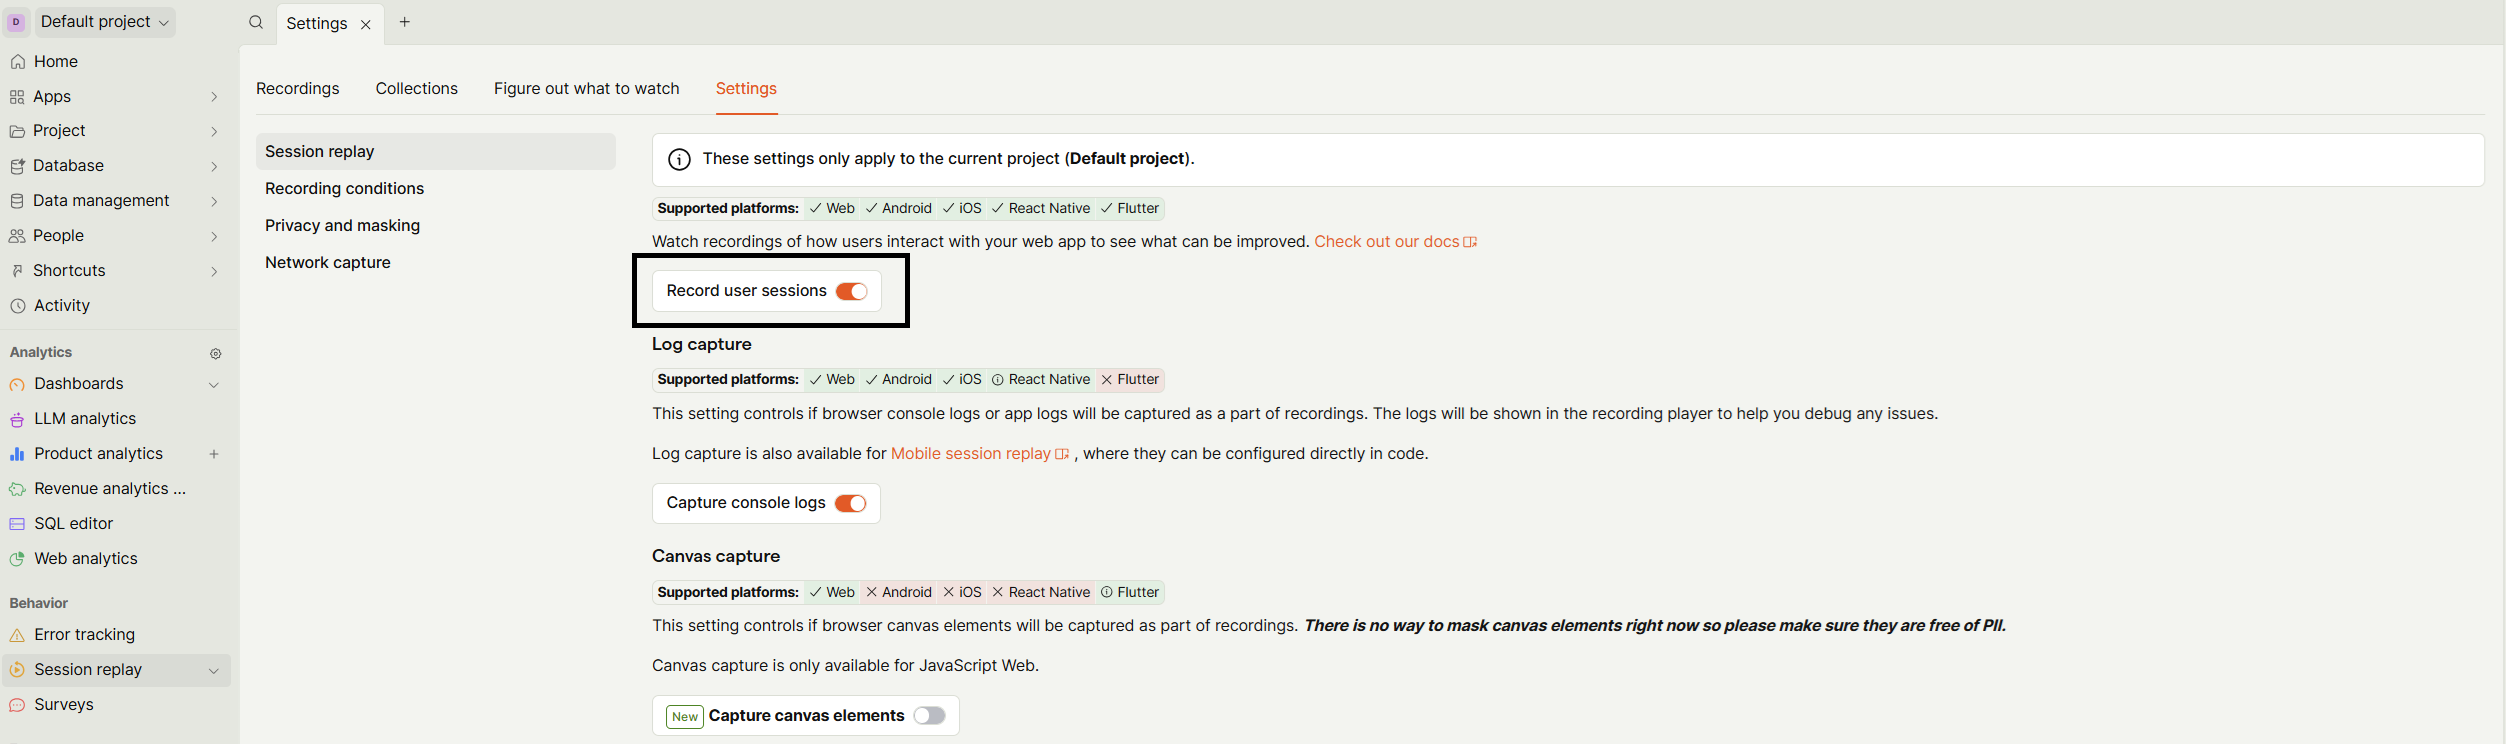 D
Default project
Settings
Home
Apps
Project
Database
Data management
People
Shortcuts
Activity
Analytics
Dashboards
LLM analytics
Product analytics
Revenue analytics ...
SQL editor
Web analytics
Behavior
Error tracking
Session replay
Surveys
Recordings
Collections
Figure out what to watch
Settings
Session replay
Recording conditions
Privacy and masking
Network capture
These settings only apply to the current project (Default project).
Supported platforms: Web Android iOS React Native Flutter
Watch recordings of how users interact with your web app to see what can be improved. Check out our docs
Record user sessions
Log capture
Supported platforms: Web Android iOS React Native Flutter
This setting controls if browser console logs or app logs will be captured as a part of recordings. The logs will be shown in the recording player to help you debug any issues.
Log capture is also available for Mobile session replay , where they can be configured directly in code.
Capture console logs
Canvas capture
Supported platforms: Web Android iOS React Native Flutter
This setting controls if browser canvas elements will be captured as part of recordings. There is no way to mask canvas elements right now so please make sure they are free of PII.
Canvas capture is only available for JavaScript Web.
New Capture canvas elements